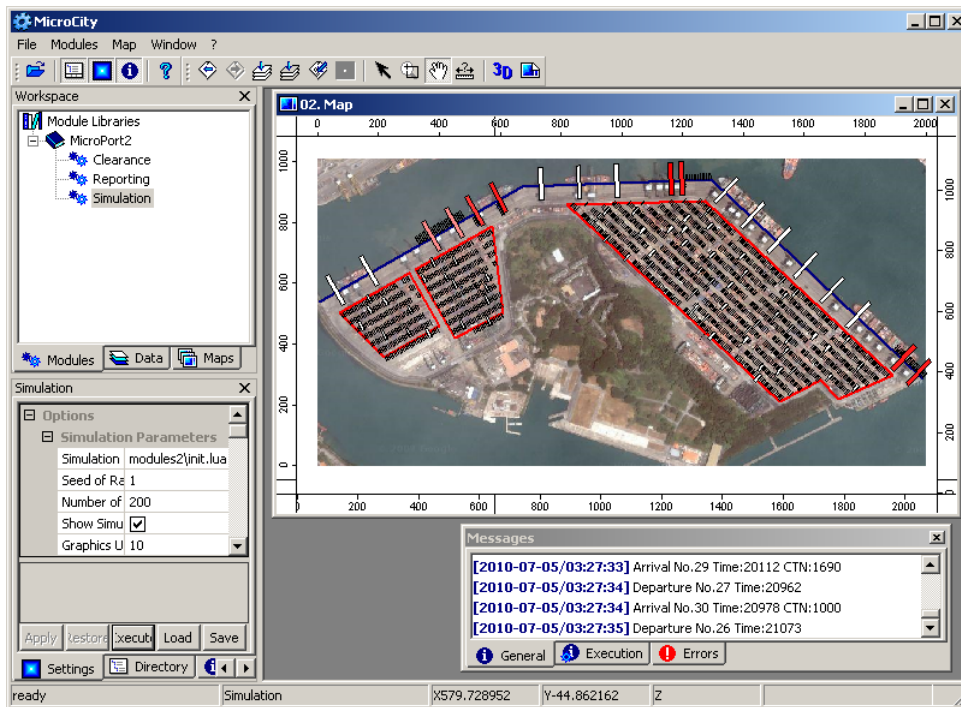 MicroCity
File Modules Map Window ?
3D
Workspace
Module Libraries
MicroPort2
Clearance
Reporting
Simulation
Modules Data Maps
Simulation
Options
Simulation Parameters
Simulation modules2\init.lua
Seed of Ra 1
Number of 200
Show Simu
Graphics U 10
Apply Restore Execute Load Save
Settings Directory
02. Map
0 200 400 600 800 1000 1200 1400 1600 1800 2000
1000
800
600
400
200
0
1000
800
600
400
200
0
200 400 600 800 1000 1200 1400 1600 1800 2000
Messages
[2010-07-05/03:27:33] Arrival No.29 Time:20112 CTN:1690
[2010-07-05/03:27:34] Departure No.27 Time:20962
[2010-07-05/03:27:34] Arrival No.30 Time:20978 CTN:1000
[2010-07-05/03:27:35] Departure No.26 Time:21073
General Execution Errors
ready Simulation X579.728952 Y-44.862162 Z